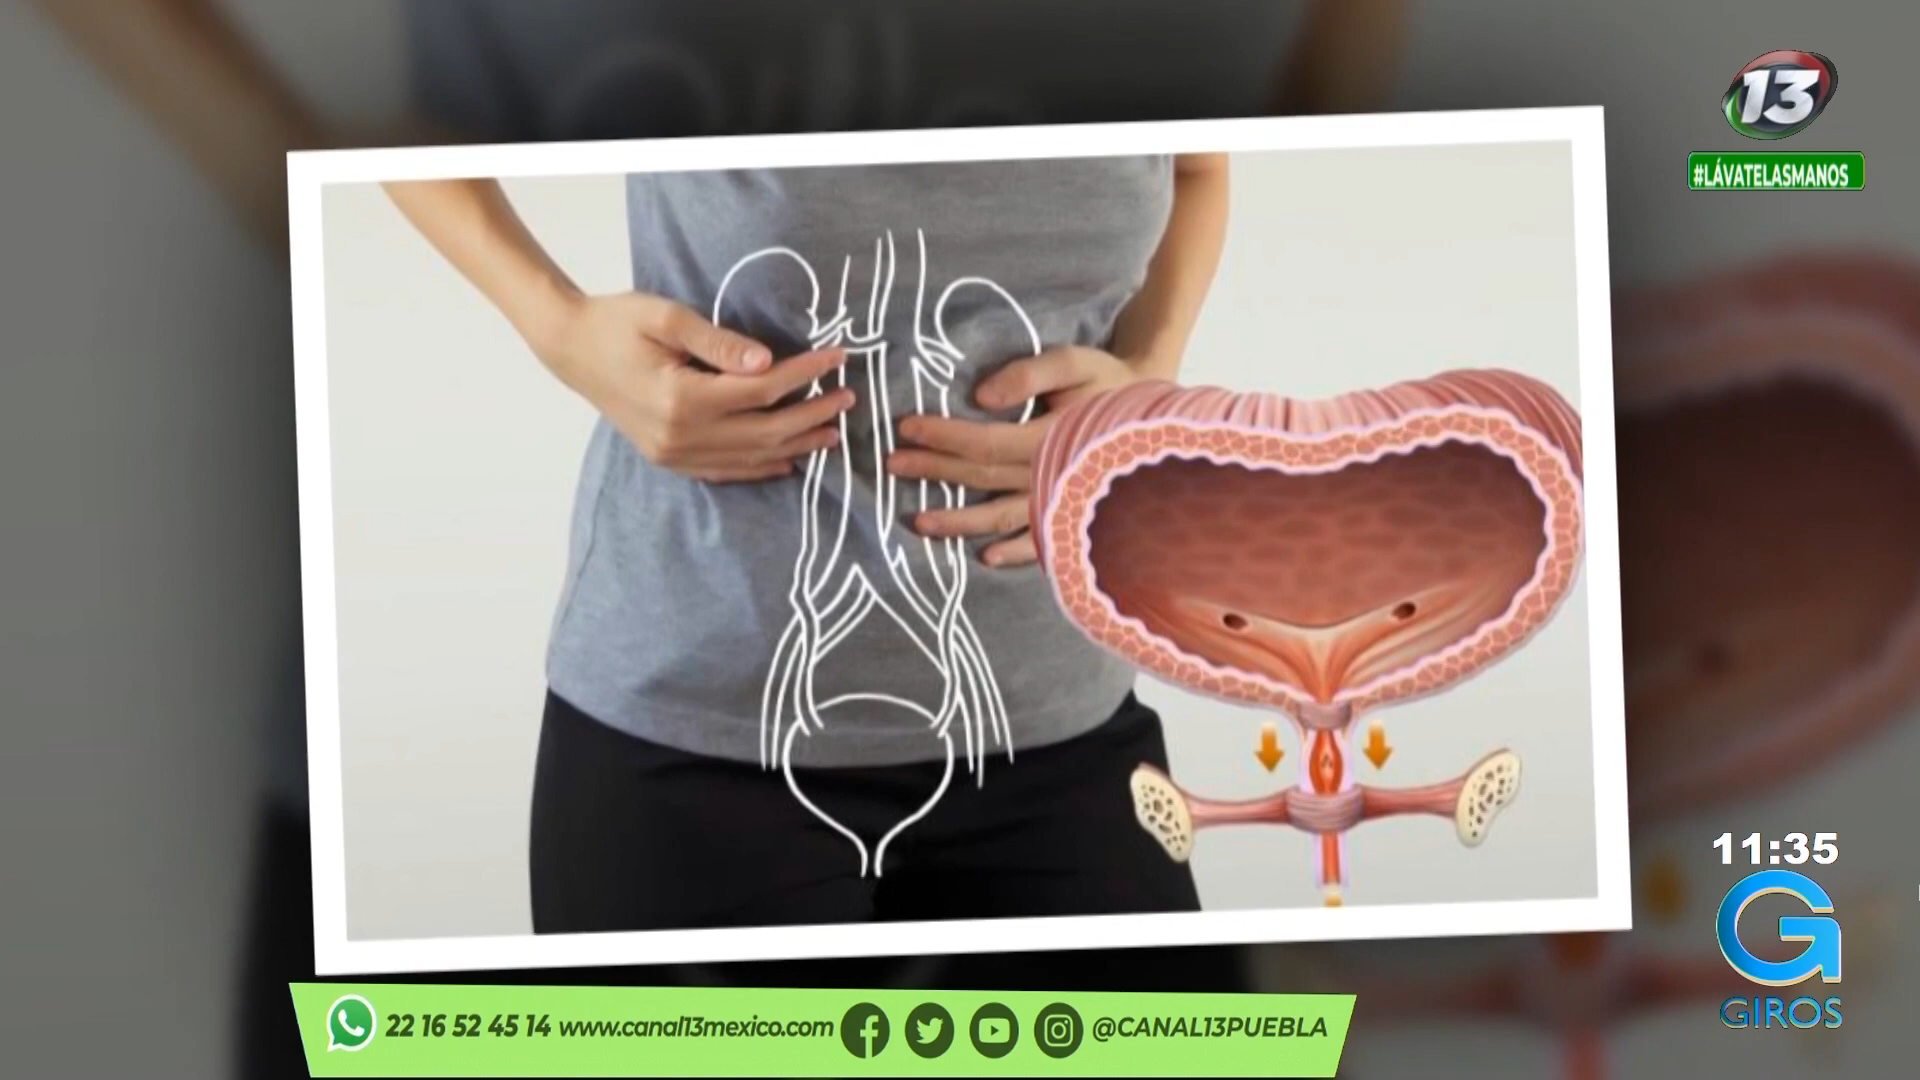 13
#LÁVATELASMANOS
11:35
G
GIROS
22 16 52 45 14 www.canal13mexico.com @CANAL13PUEBLA